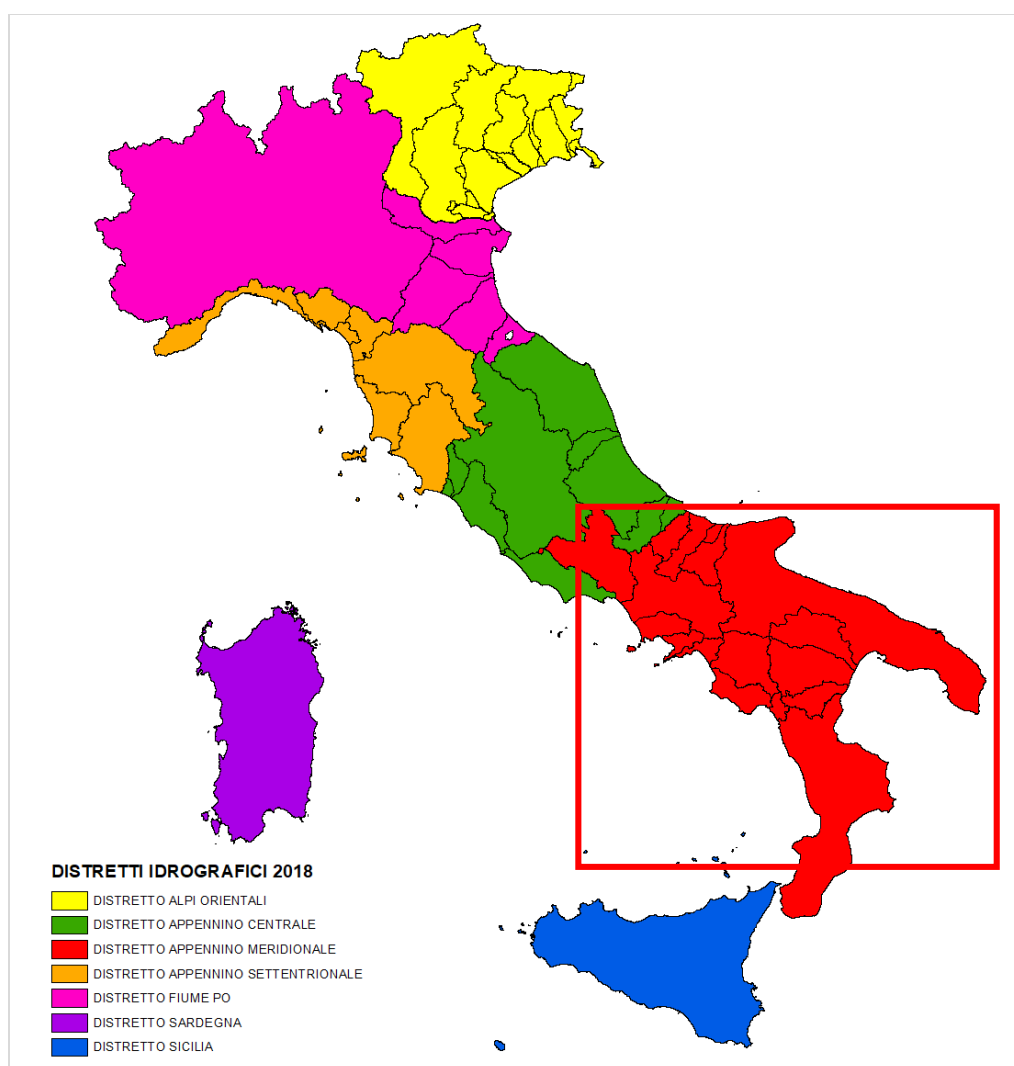 DISTRETTI IDROGRAFICI 2018
DISTRETTO ALPI ORIENTALI
DISTRETTO APPENNINO CENTRALE
DISTRETTO APPENNINO MERIDIONALE
DISTRETTO APPENNINO SETTENTRIONALE
DISTRETTO FIUME PO
DISTRETTO SARDEGNA
DISTRETTO SICILIA